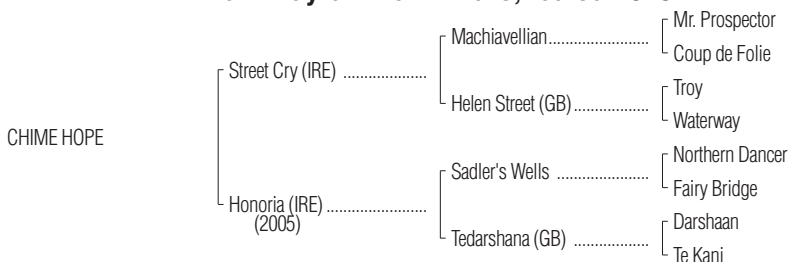 Mr. Prospector
Machiavellian.......................
Coup de Folie
Street Cry (IRE) ...................
Troy
Helen Street (GB)..................
Waterway
CHIME HOPE
Northern Dancer
Sadler's Wells .....................
Fairy Bridge
Honoria (IRE) .......................
(2005)
Darshaan
Tedarshana (GB) ..................
Te Kani